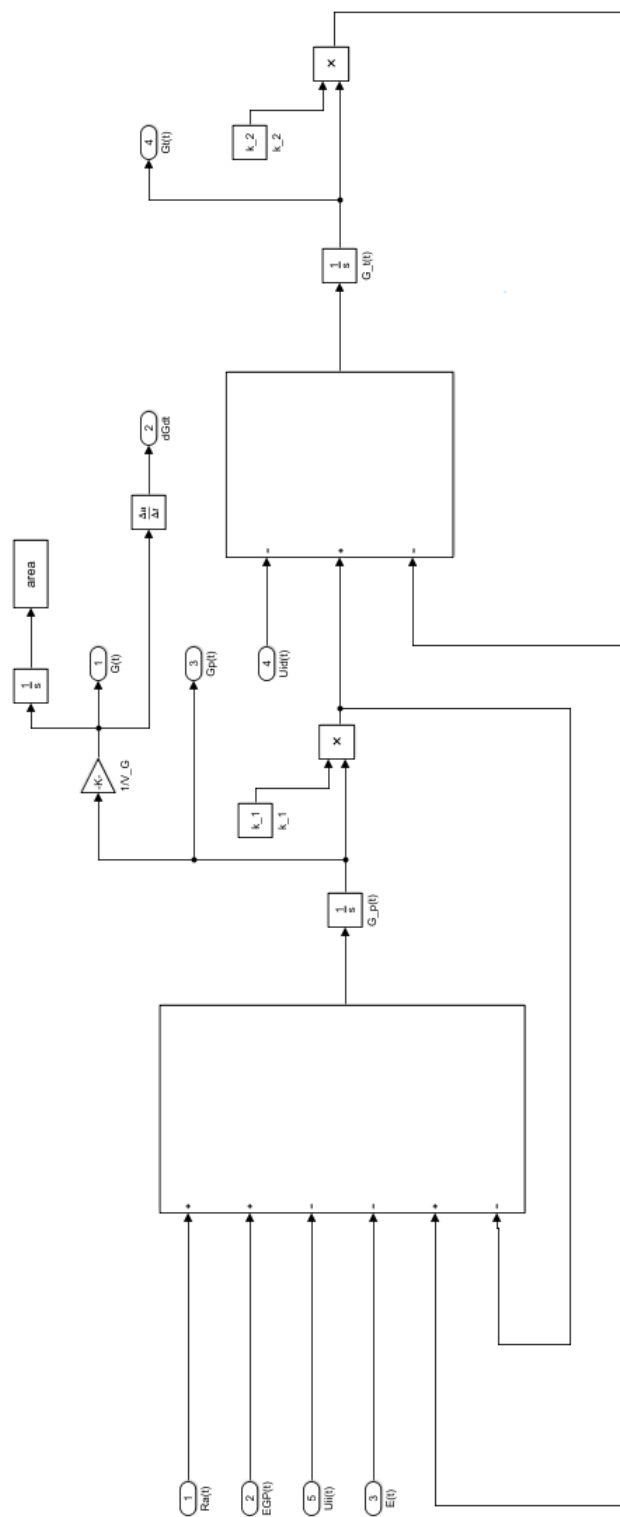 area
1
s
-K-
1/V_G
1
G(t)
Δu
Δt
2
dGdt
4
Gt(t)
1
Ra(t)
+
3
Gp(t)
2
EGP(t)
+
k_1
k_1
4
Uid(t)
-
k_2
k_2
5
Uii(t)
-
1
s
G_p(t)
×
+
1
s
G_t(t)
×
3
E(t)
-
-
+
-